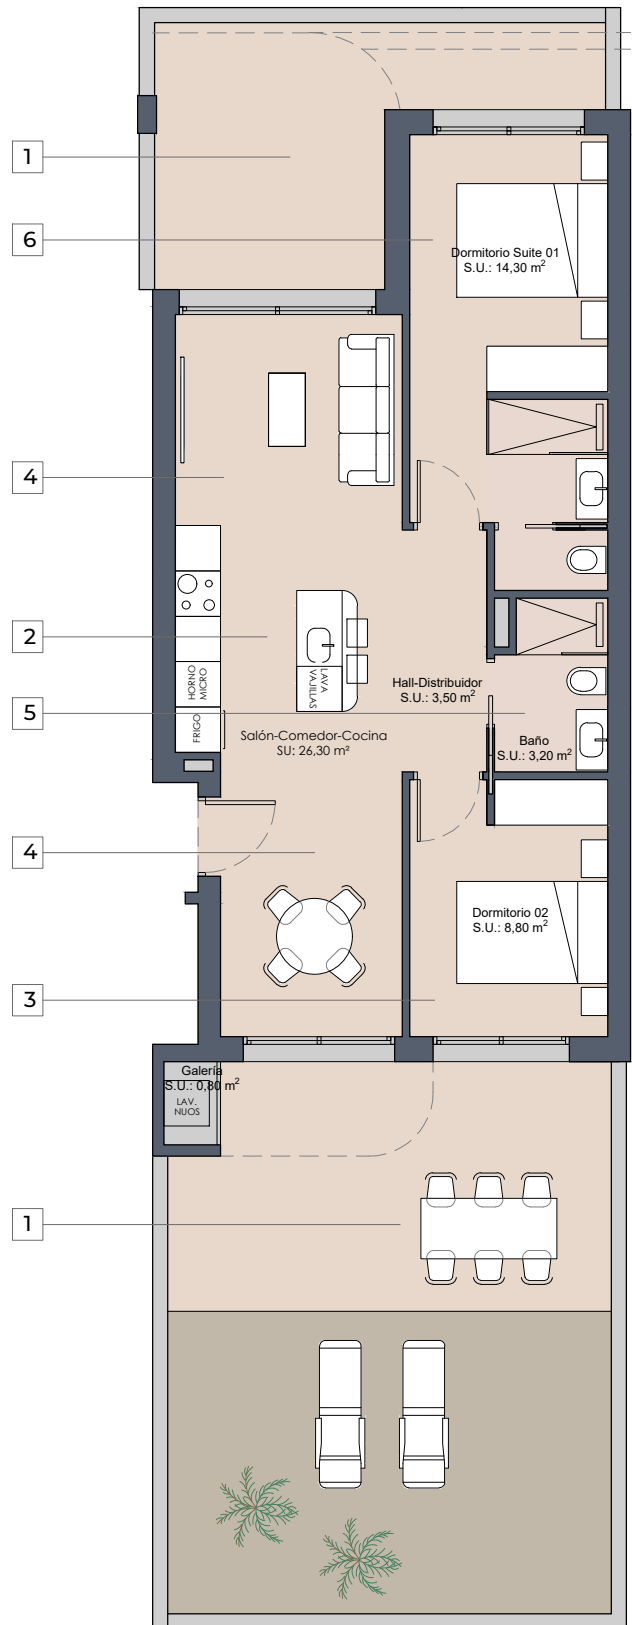 1
6
Dormitorio Suite 01
S.U.: 14,30 m²
4
2
HORNO
MICRO
FRIGO
LAVA
VAJILLAS
Hall-Distribuidor
S.U.: 3,50 m²
5
Salón-Comedor-Cocina
SU: 26,30 m²
Baño
S.U.: 3,20 m²
4
Dormitorio 02
S.U.: 8,80 m²
3
Galería
S.U.: 0,80 m²
LAV.
NUOS
1